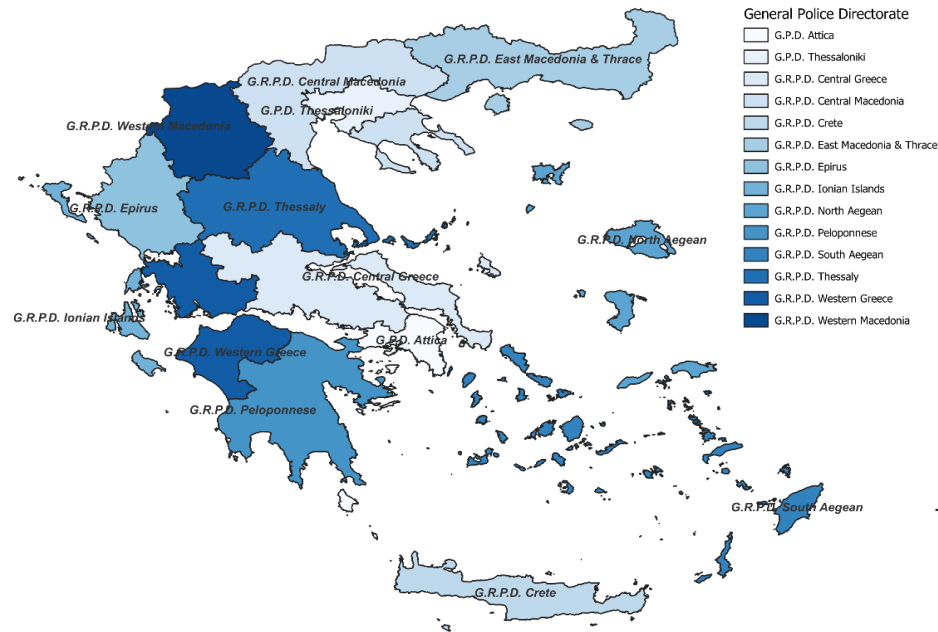 General Police Directorate
G.P.D. Attica
G.P.D. Thessaloniki
G.R.P.D. Central Greece
G.R.P.D. Central Macedonia
G.R.P.D. Crete
G.R.P.D. East Macedonia & Thrace
G.R.P.D. Epirus
G.R.P.D. Ionian Islands
G.R.P.D. North Aegean
G.R.P.D. Peloponnese
G.R.P.D. South Aegean
G.R.P.D. Thessaly
G.R.P.D. Western Greece
G.R.P.D. Western Macedonia
G.R.P.D. East Macedonia & Thrace
G.R.P.D. Central Macedonia
G.P.D. Thessaloniki
G.R.P.D. Western Macedonia
G.R.P.D. Epirus
G.R.P.D. Thessaly
G.R.P.D. North Aegean
G.R.P.D. Central Greece
G.R.P.D. Ionian Islands
G.P.D. Attica
G.R.P.D. Western Greece
G.R.P.D. Peloponnese
G.R.P.D. South Aegean
G.R.P.D. Crete